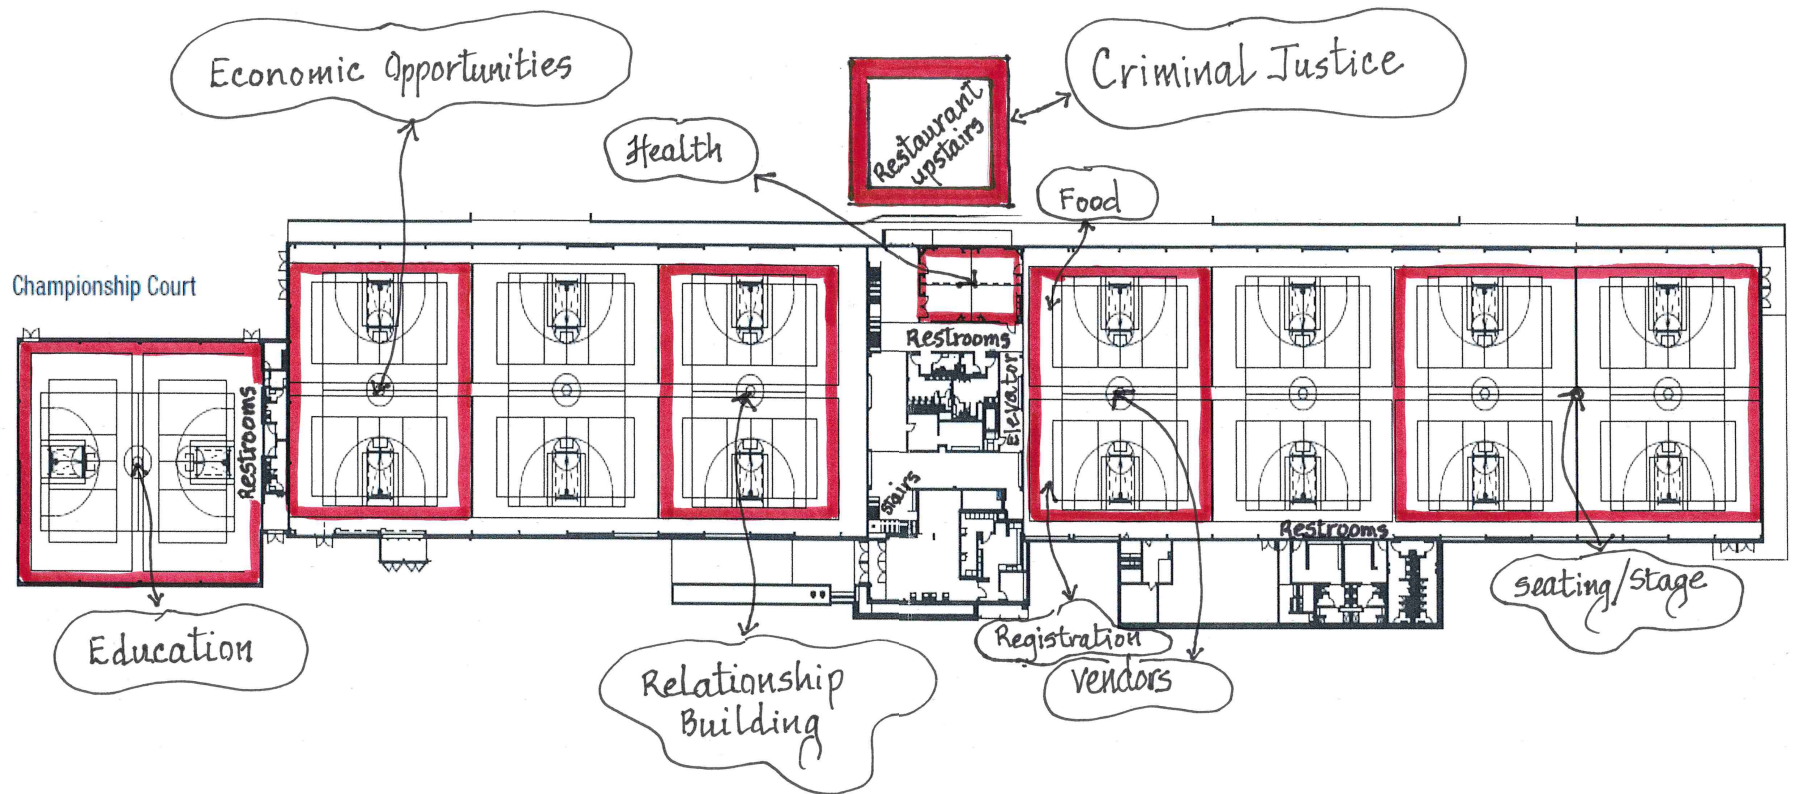 Economic Opportunities
Criminal Justice
Restaurant
upstairs
Health
Food
Championship Court
Restrooms
Restrooms
Elevator
Stairs
Restrooms
Seating/Stage
Education
Registration
Vendors
Relationship
Building